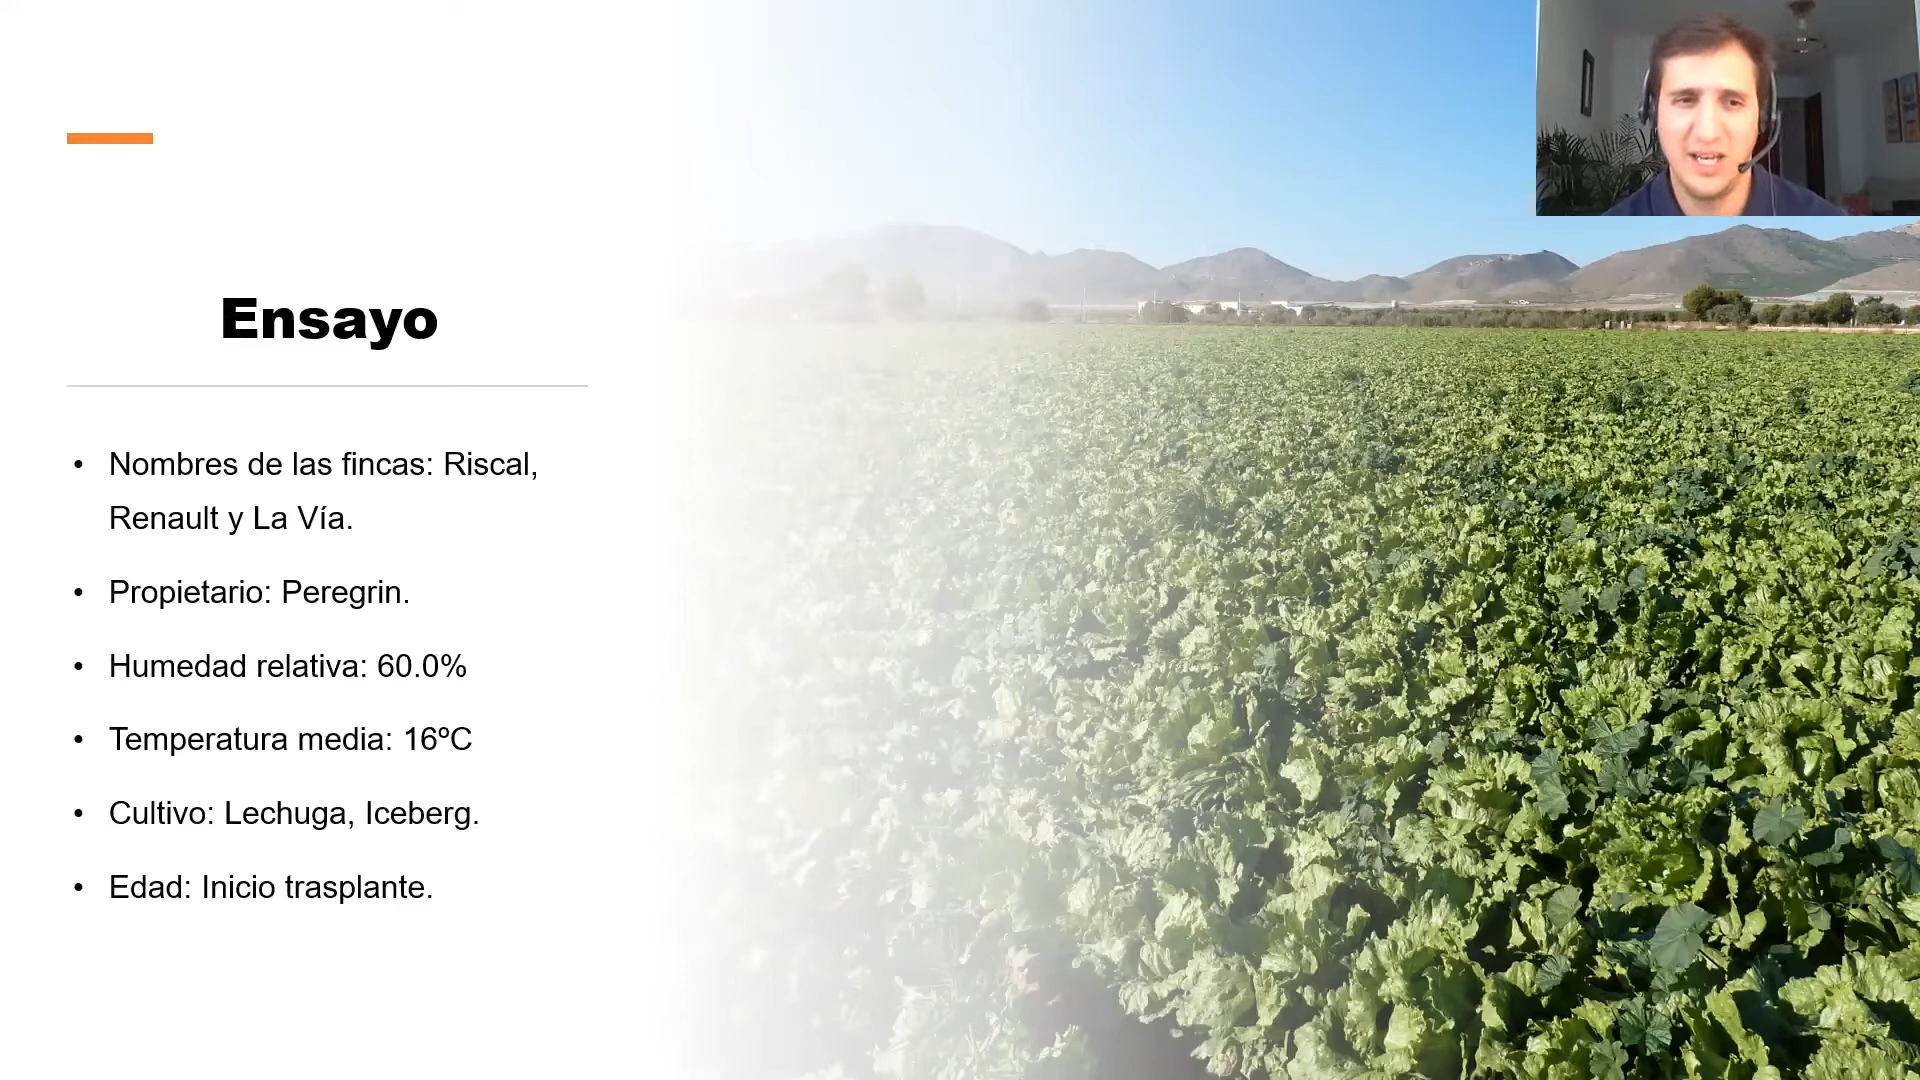 Ensayo
• Nombres de las fincas: Riscal,
Renault y La Vía.
• Propietario: Peregrin.
• Humedad relativa: 60.0%
• Temperatura media: 16ºC
• Cultivo: Lechuga, Iceberg.
• Edad: Inicio trasplante.